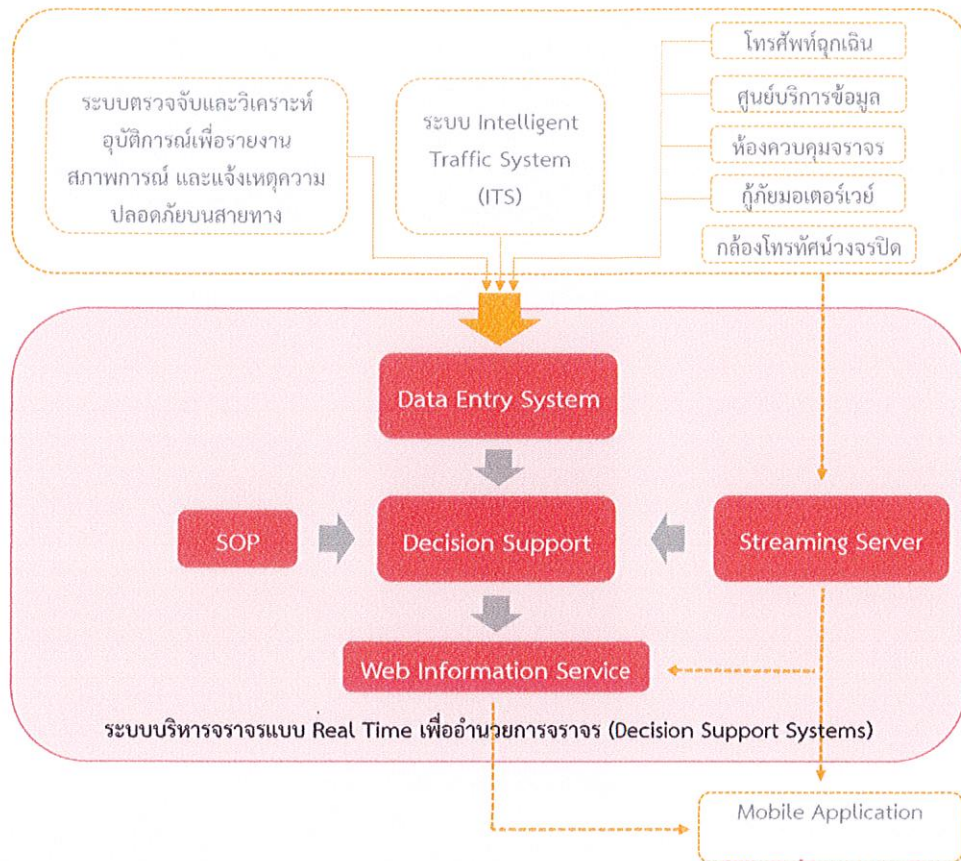 โทรศัพท์ฉุกเฉิน
ศูนย์บริการข้อมูล
ห้องควบคุมจราจร
กู้ภัยมอเตอร์เวย์
กล้องโทรทัศน์วงจรปิด
ระบบตรวจจับและวิเคราะห์
อุบัติการณ์เพื่อรายงาน
สภาพการณ์ และแจ้งเหตุความ
ปลอดภัยบนสายทาง
ระบบ Intelligent
Traffic System
(ITS)
Data Entry System
SOP
Decision Support
Streaming Server
Web Information Service
ระบบบริหารจราจรแบบ Real Time เพื่ออำนวยการจราจร (Decision Support Systems)
Mobile Application